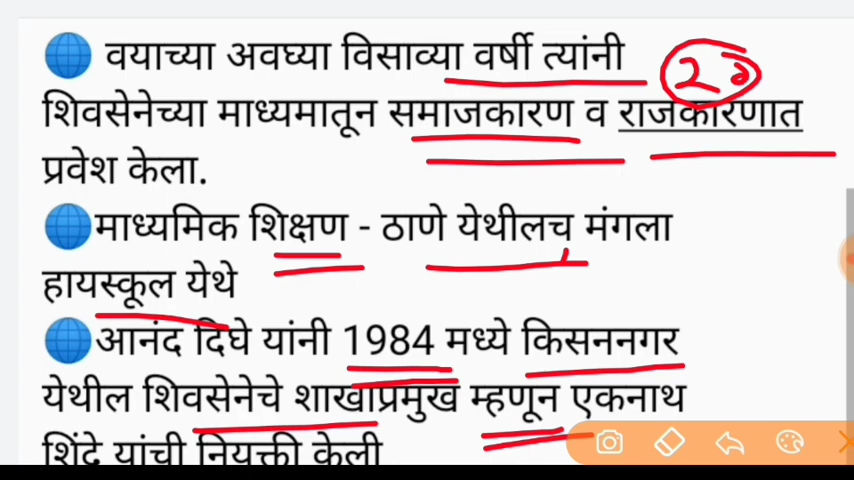 वयाच्या अवघ्या विसाव्या वर्षी त्यांनी
20
शिवसेनेच्या माध्यमातून समाजकारण व राजकारणात
प्रवेश केला.
माध्यमिक शिक्षण - ठाणे येथीलच मंगला
हायस्कूल येथे
आनंद दिघे यांनी 1984 मध्ये किसननगर
येथील शिवसेनेचे शाखाप्रमुख म्हणून एकनाथ
शिंदे यांची नियुक्ती केली